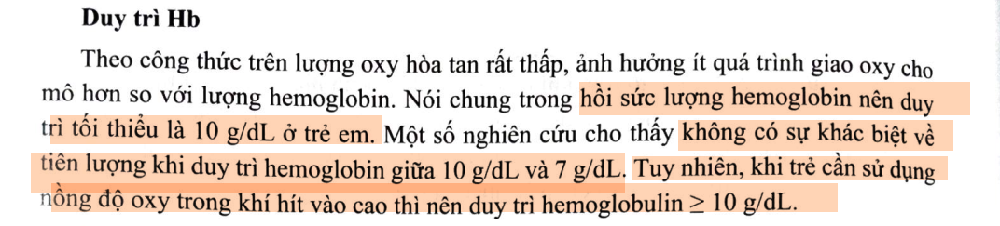 Duy trì Hb
Theo công thức trên lượng oxy hòa tan rất thấp, ảnh hưởng ít quá trình giao oxy cho
mô hơn so với lượng hemoglobin. Nói chung trong hồi sức lượng hemoglobin nên duy
trì tối thiểu là 10 g/dL ở trẻ em. Một số nghiên cứu cho thấy không có sự khác biệt về
tiên lượng khi duy trì hemoglobin giữa 10 g/dL và 7 g/dL. Tuy nhiên, khi trẻ cần sử dụng
nồng độ oxy trong khí hít vào cao thì nên duy trì hemoglobulin ≥ 10 g/dL.